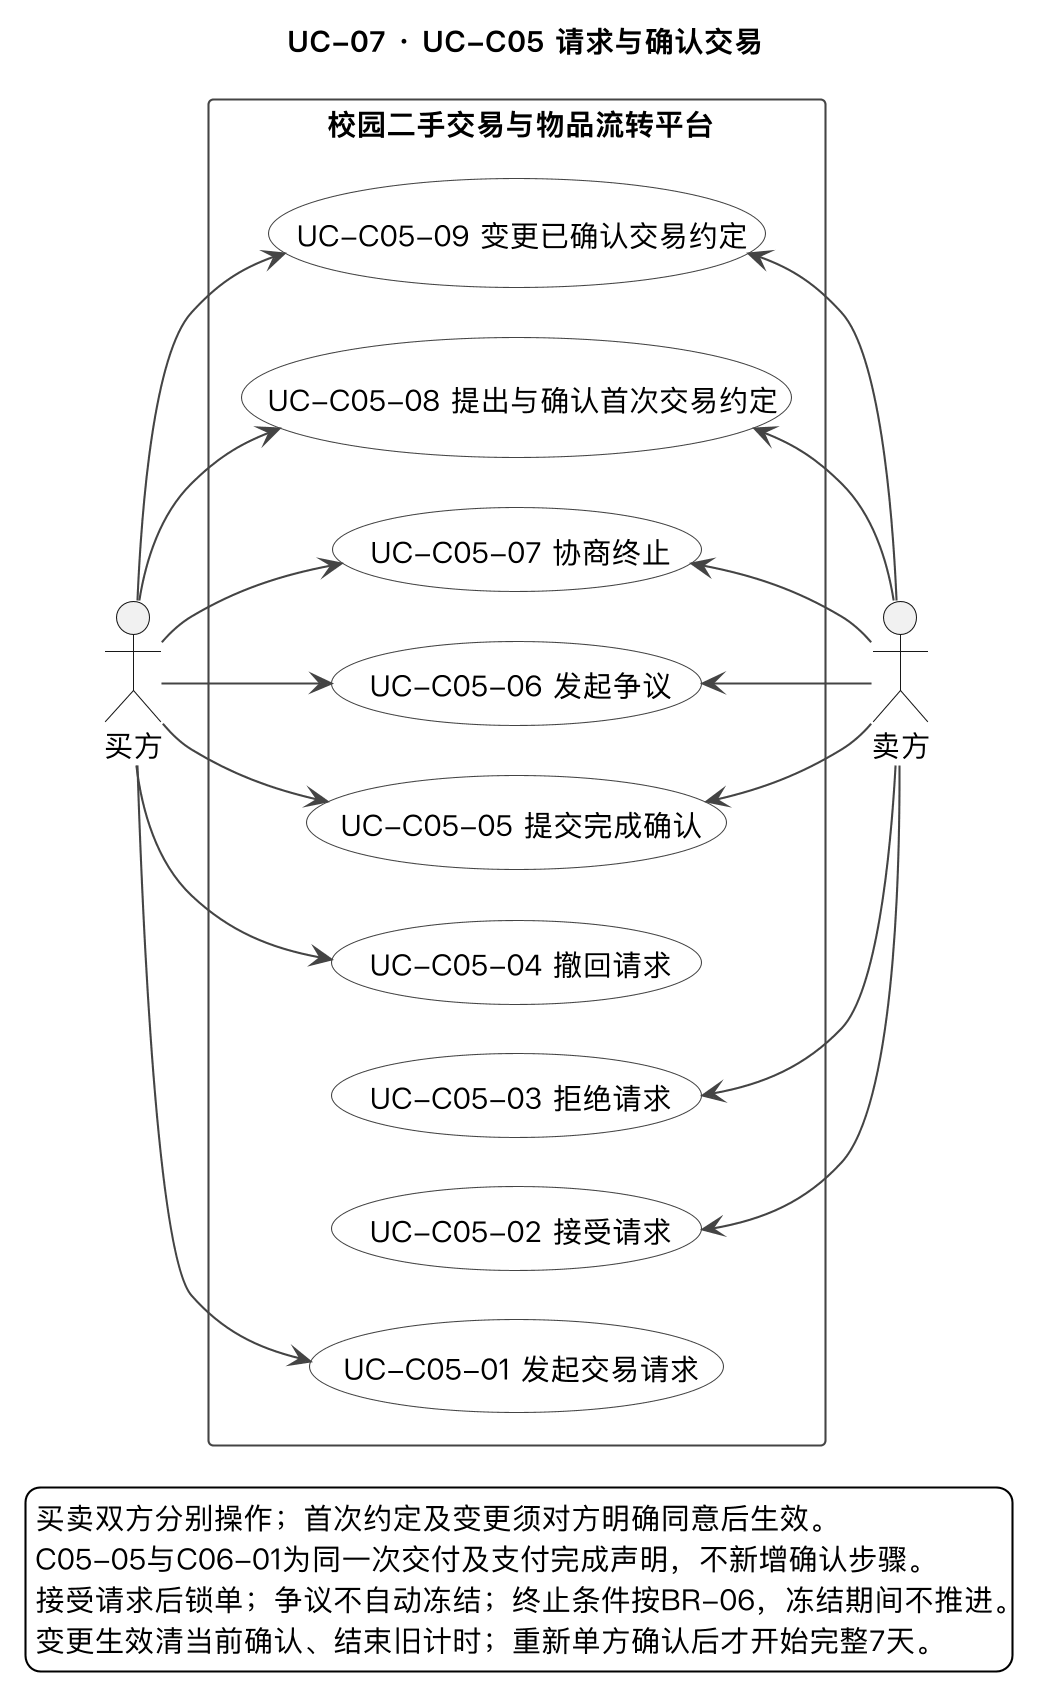 UC-07 · UC-C05 请求与确认交易
校园二手交易与物品流转平台
UC-C05-09 变更已确认交易约定
UC-C05-08 提出与确认首次交易约定
UC-C05-07 协商终止
UC-C05-06 发起争议
买方
卖方
UC-C05-05 提交完成确认
UC-C05-04 撤回请求
UC-C05-03 拒绝请求
UC-C05-02 接受请求
UC-C05-01 发起交易请求
买卖双方分别操作；首次约定及变更须对方明确同意后生效。
C05-05与C06-01为同一次交付及支付完成声明，不新增确认步骤。
接受请求后锁单；争议不自动冻结；终止条件按BR-06，冻结期间不推进。
变更生效清当前确认、结束旧计时；重新单方确认后才开始完整7天。